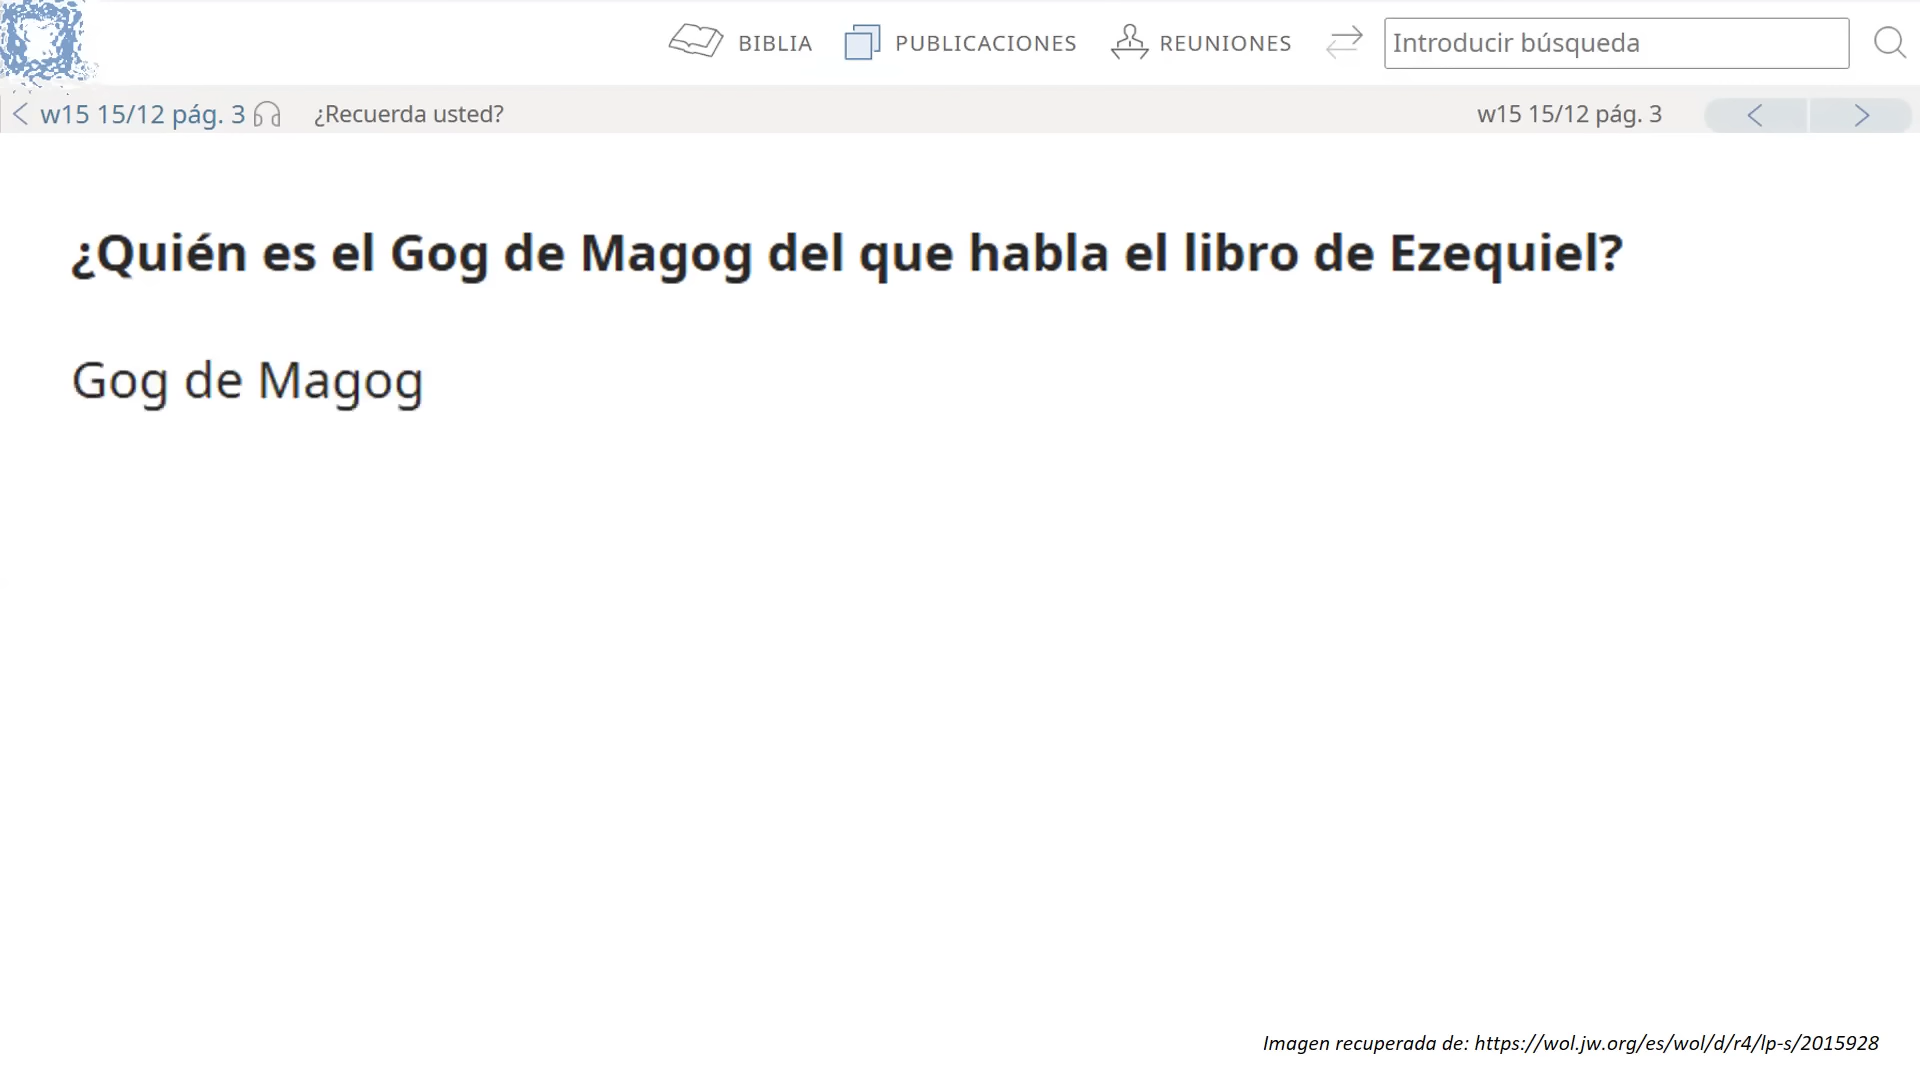 BIBLIA PUBLICACIONES REUNIONES Introducir búsqueda
w15 15/12 pág. 3 ¿Recuerda usted? w15 15/12 pág. 3
¿Quién es el Gog de Magog del que habla el libro de Ezequiel?
Gog de Magog
Imagen recuperada de: https://wol.jw.org/es/wol/d/r4/lp-s/2015928